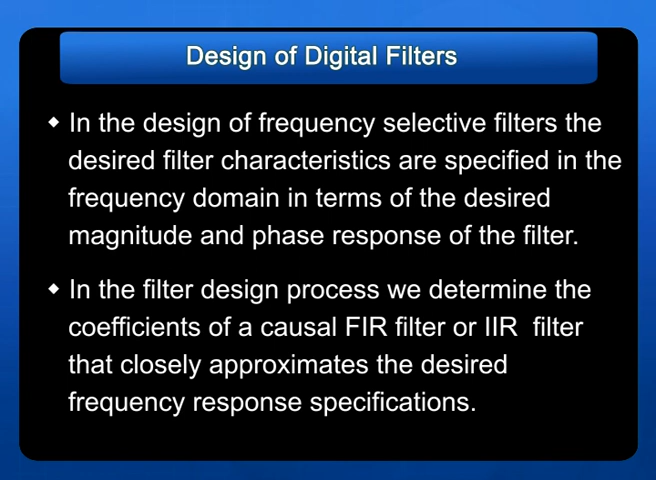 Design of Digital Filters
◆ In the design of frequency selective filters the
desired filter characteristics are specified in the
frequency domain in terms of the desired
magnitude and phase response of the filter.
◆ In the filter design process we determine the
coefficients of a causal FIR filter or IIR filter
that closely approximates the desired
frequency response specifications.